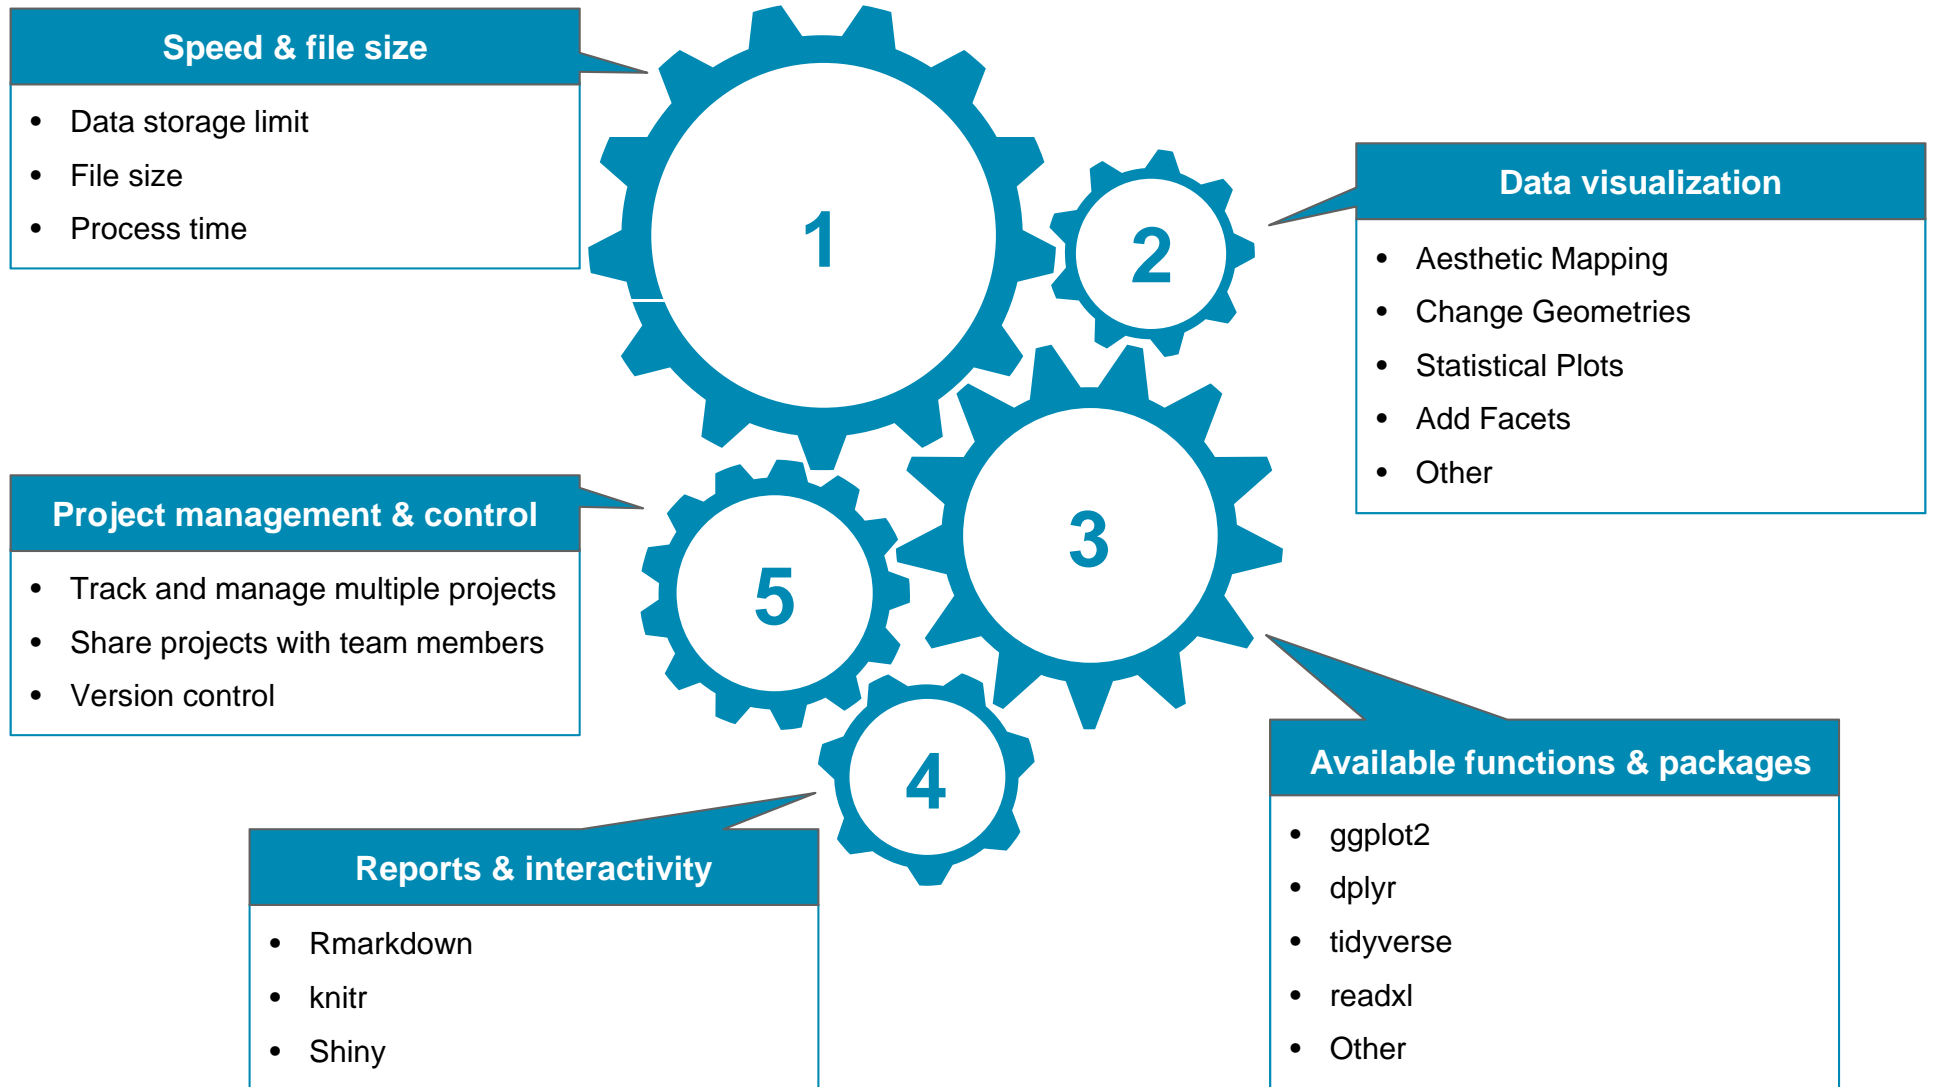 Speed & file size
• Data storage limit
• File size
• Process time
1
2
Data visualization
• Aesthetic Mapping
• Change Geometries
• Statistical Plots
• Add Facets
• Other
3
Project management & control
• Track and manage multiple projects
• Share projects with team members
• Version control
5
4
Available functions & packages
• ggplot2
• dplyr
• tidyverse
• readxl
• Other
Reports & interactivity
• Rmarkdown
• knitr
• Shiny